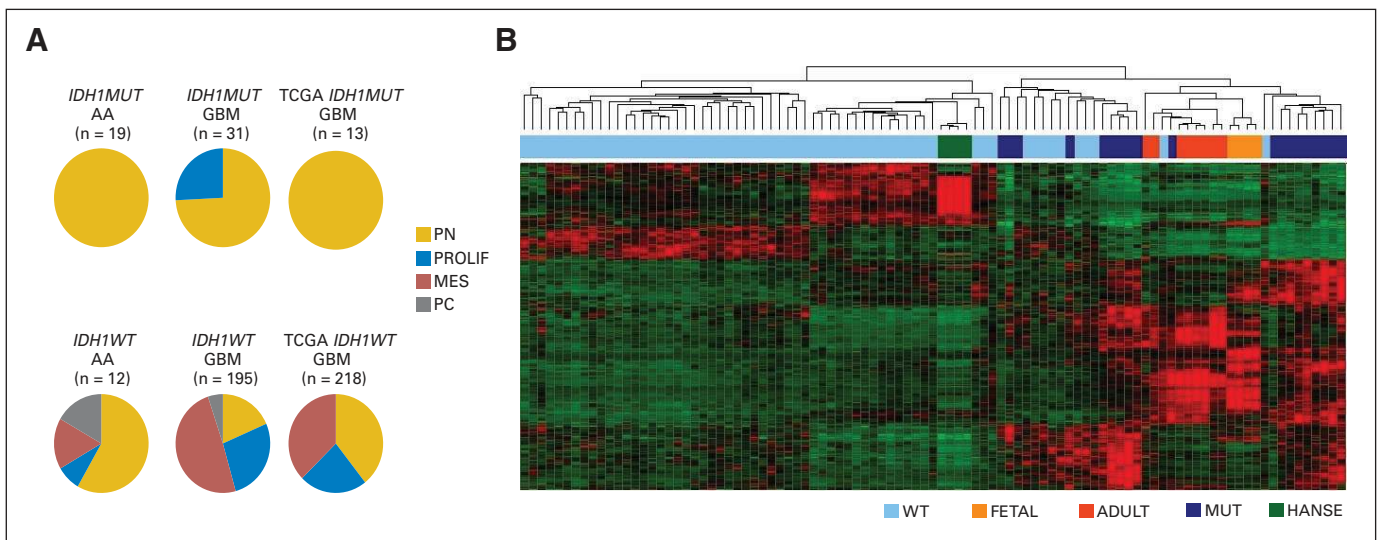 A
IDH1MUT
AA
(n = 19)
IDH1MUT
GBM
(n = 31)
TCGA IDH1MUT
GBM
(n = 13)
PN
PROLIF
MES
PC
IDH1WT
AA
(n = 12)
IDH1WT
GBM
(n = 195)
TCGA IDH1WT
GBM
(n = 218)
B
WT
FETAL
ADULT
MUT
HANSE